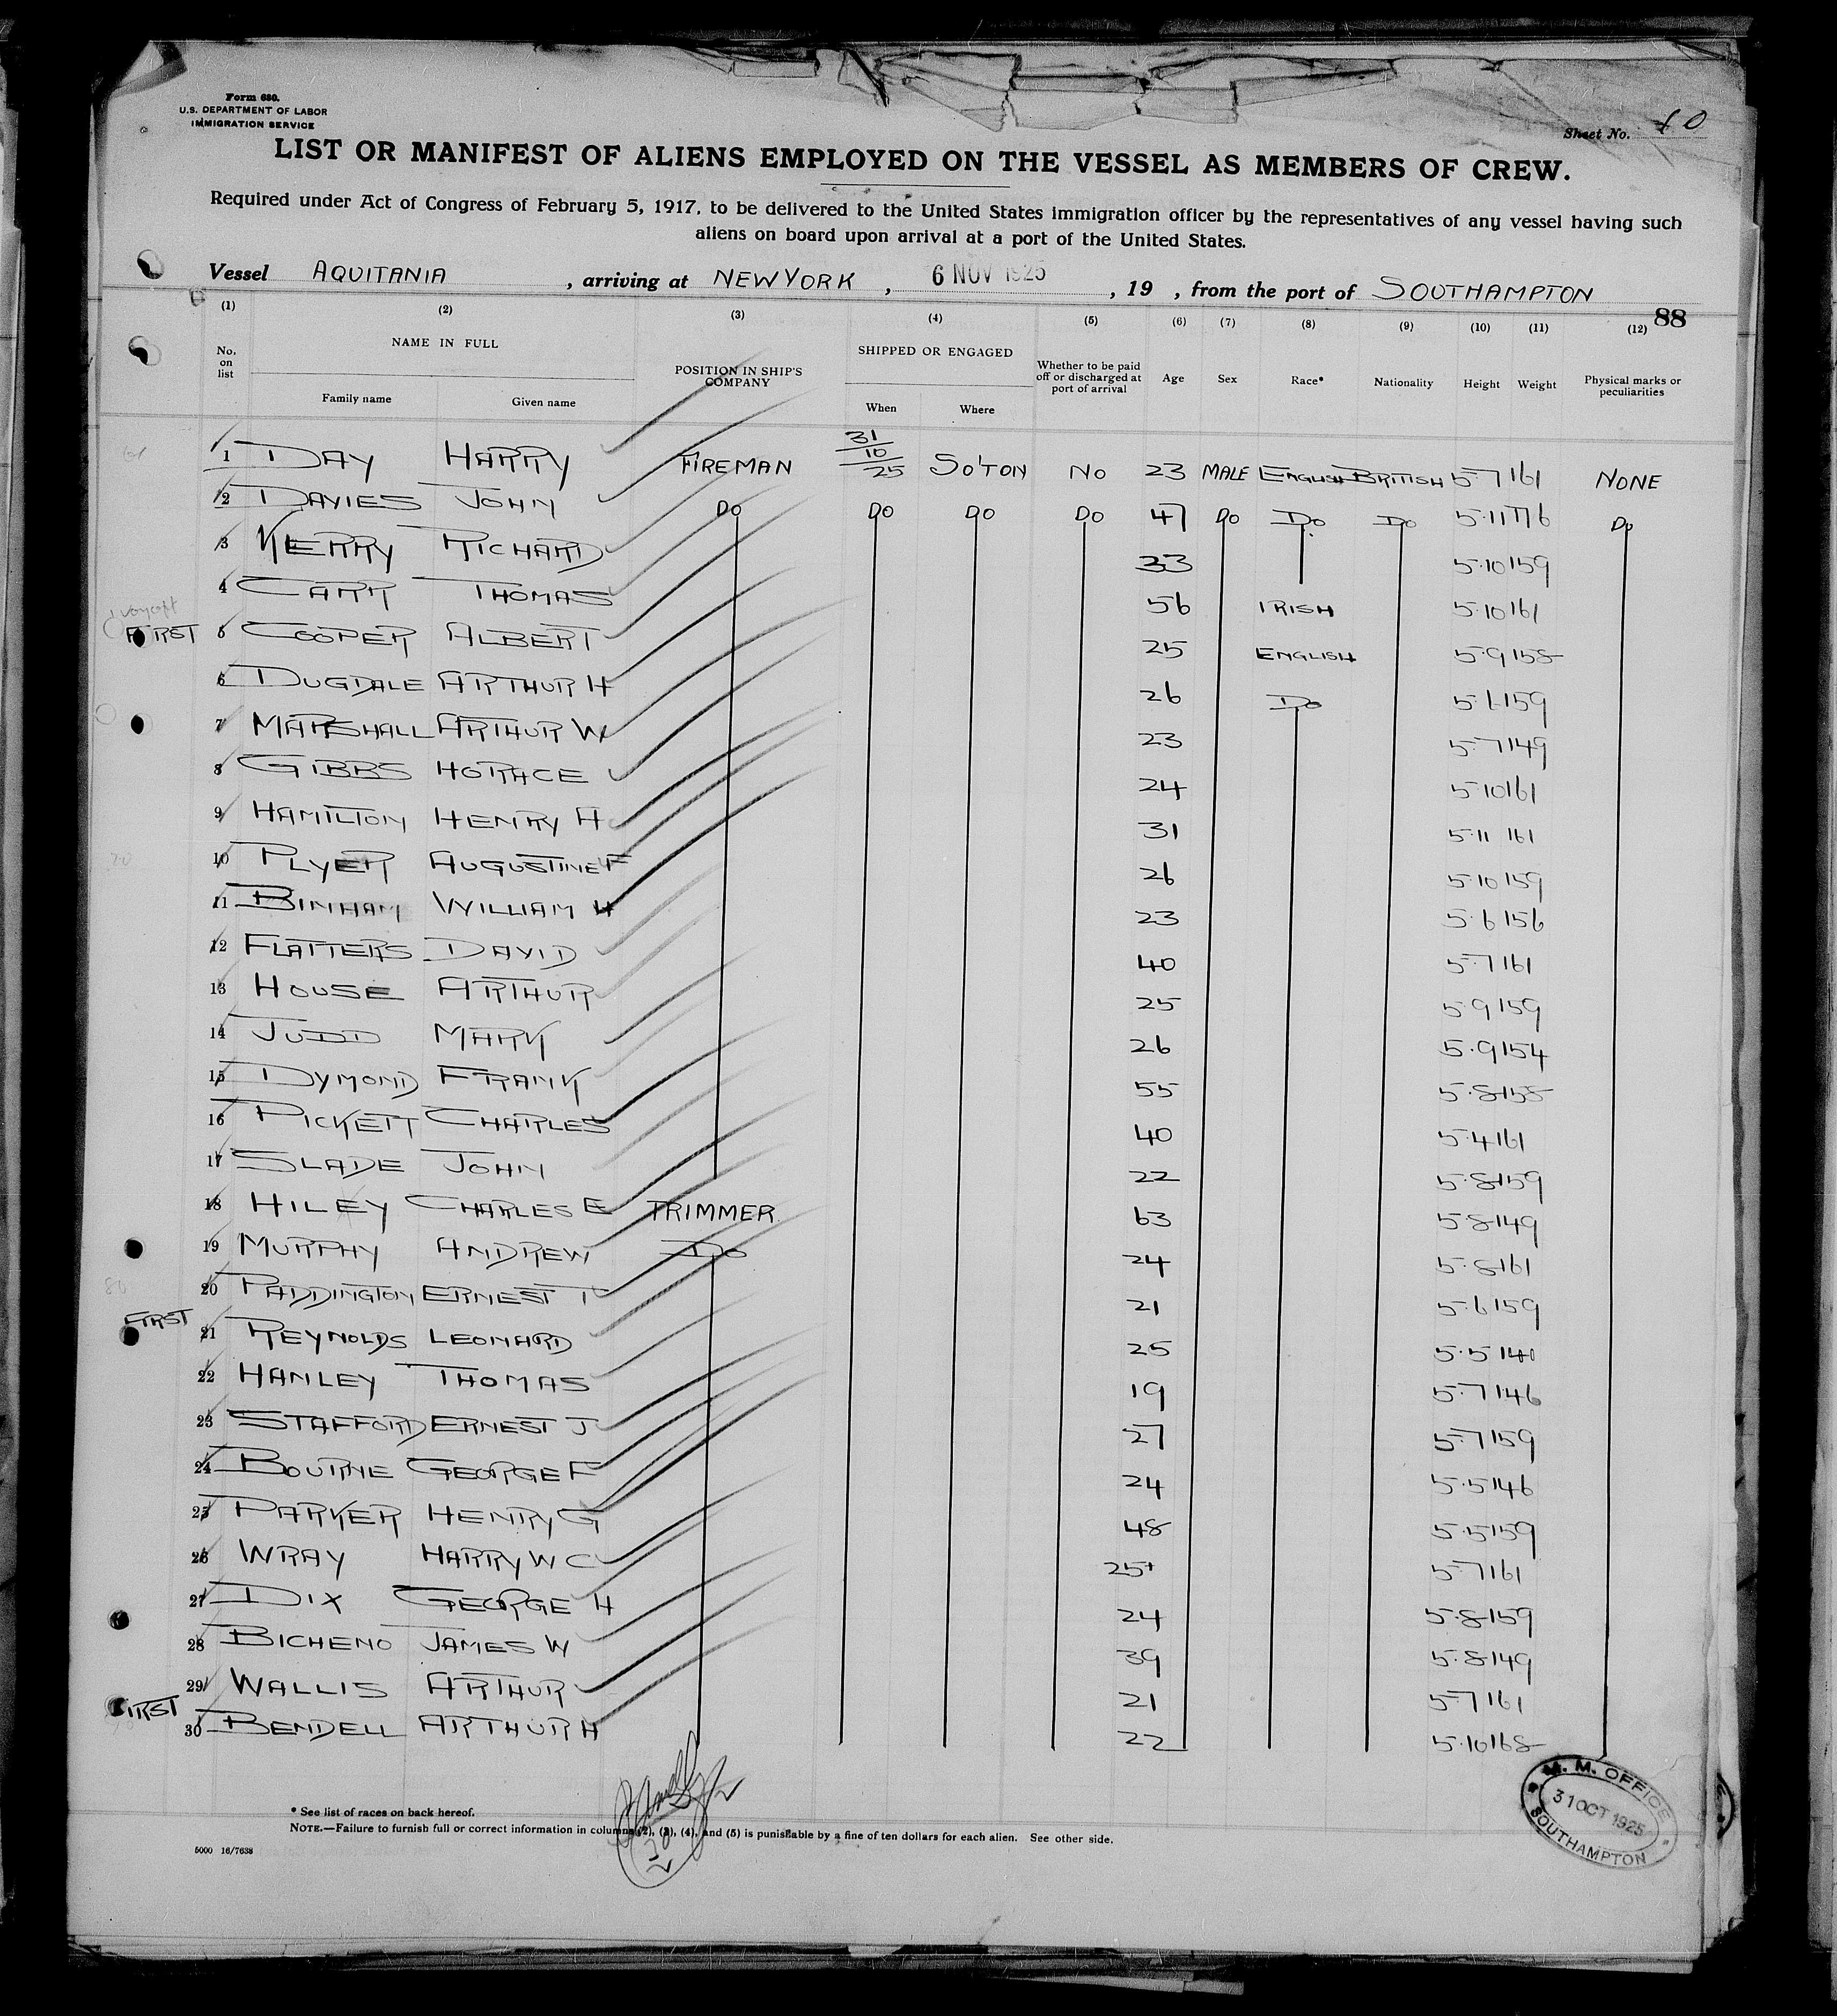 Form 680.
U.S. DEPARTMENT OF LABOR
IMMIGRATION SERVICE
Sheet No.
LIST OR MANIFEST OF ALIENS EMPLOYED ON THE VESSEL AS MEMBERS OF CREW.
Required under Act of Congress of February 5, 1917, to be delivered to the United States immigration officer by the representatives of any vessel having such
aliens on board upon arrival at a port of the United States.
Vessel AQUITANIA, arriving at NEW YORK, 6 NOV 1925, 19 , from the port of SOUTHAMPTON
88
(1) (2) (3) (4) (5) (6) (7) (8) (9) (10) (11) (12)
No. on list NAME IN FULL POSITION IN SHIP'S COMPANY SHIPPED OR ENGAGED Whether to be paid off or discharged at port of arrival Age Sex Race* Nationality Height Weight Physical marks or peculiarities
Family name Given name When Where
1 DAY HARRY FIREMAN 31/10/25 SO'TON NO 23 MALE ENGLISH BRITISH 5·7 161 NONE
2 DAVIES JOHN DO DO DO DO 47 DO DO DO 5·11 176 DO
3 KERRY RICHARD 33 5·10 159
4 CARR THOMAS 56 IRISH 5·10 161
FIRST 5 COOPER ALBERT 25 ENGLISH 5·9 158
6 DUGDALE ARTHUR H 26 DO 5·6 159
7 MARSHALL ARTHUR W 23 5·7 149
8 GIBBS HORACE 24 5·10 161
9 HAMILTON HENRY H 31 5·11 161
10 PLYER AUGUSTINE F 26 5·10 159
11 BINHAM WILLIAM H 23 5·6 156
12 FLATTERS DAVID 40 5·7 161
13 HOUSE ARTHUR 25 5·9 159
14 JUDD MARK 26 5·9 154
15 DYMOND FRANK 55 5·8 158
16 PICKETT CHARLES 40 5·4 161
17 SLADE JOHN 22 5·8 159
18 HILEY CHARLES E TRIMMER 63 5·8 149
19 MURPHY ANDREW DO 24 5·8 161
20 PADDINGTON ERNEST T 21 5·6 159
FIRST 21 REYNOLDS LEONARD 25 5·5 140
22 HANLEY THOMAS 19 5·7 146
23 STAFFORD ERNEST J 27 5·7 159
24 BOURNE GEORGE F 24 5·5 146
25 PARKER HENRY G 48 5·5 159
26 WRAY HARRY W C 25 5·7 161
27 DIX GEORGE H 24 5·8 159
28 BICHENO JAMES W 39 5·8 149
29 WALLIS ARTHUR 21 5·7 161
FIRST 30 BENDELL ARTHUR H 22 5·10 168
M. M. OFFICE
31 OCT 1925
SOUTHAMPTON
* See list of races on back hereof.
NOTE.—Failure to furnish full or correct information in columns (2), (3), (4), and (5) is punishable by a fine of ten dollars for each alien. See other side.
5000 16/7638